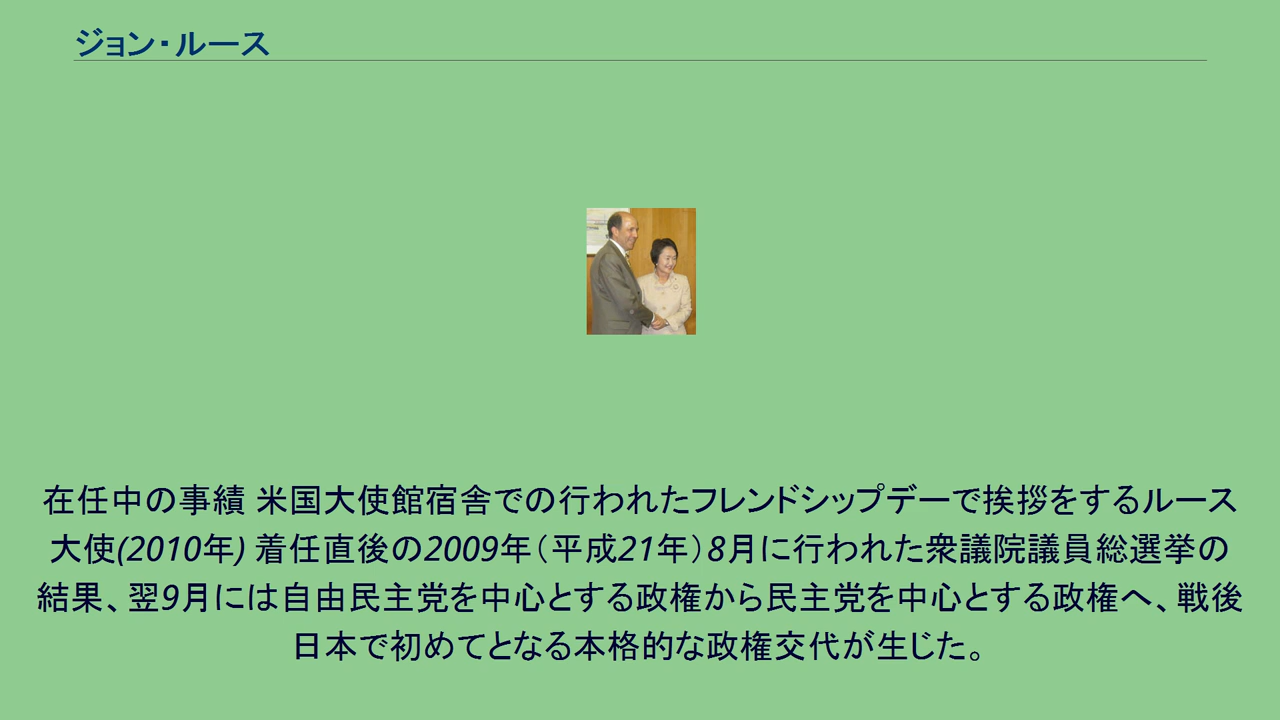 ジョン・ルース
在任中の事績 米国大使館宿舎での行われたフレンドシップデーで挨拶をするルース
大使(2010年) 着任直後の2009年（平成21年）8月に行われた衆議院議員総選挙の
結果、翌9月には自由民主党を中心とする政権から民主党を中心とする政権へ、戦後
日本で初めてとなる本格的な政権交代が生じた。